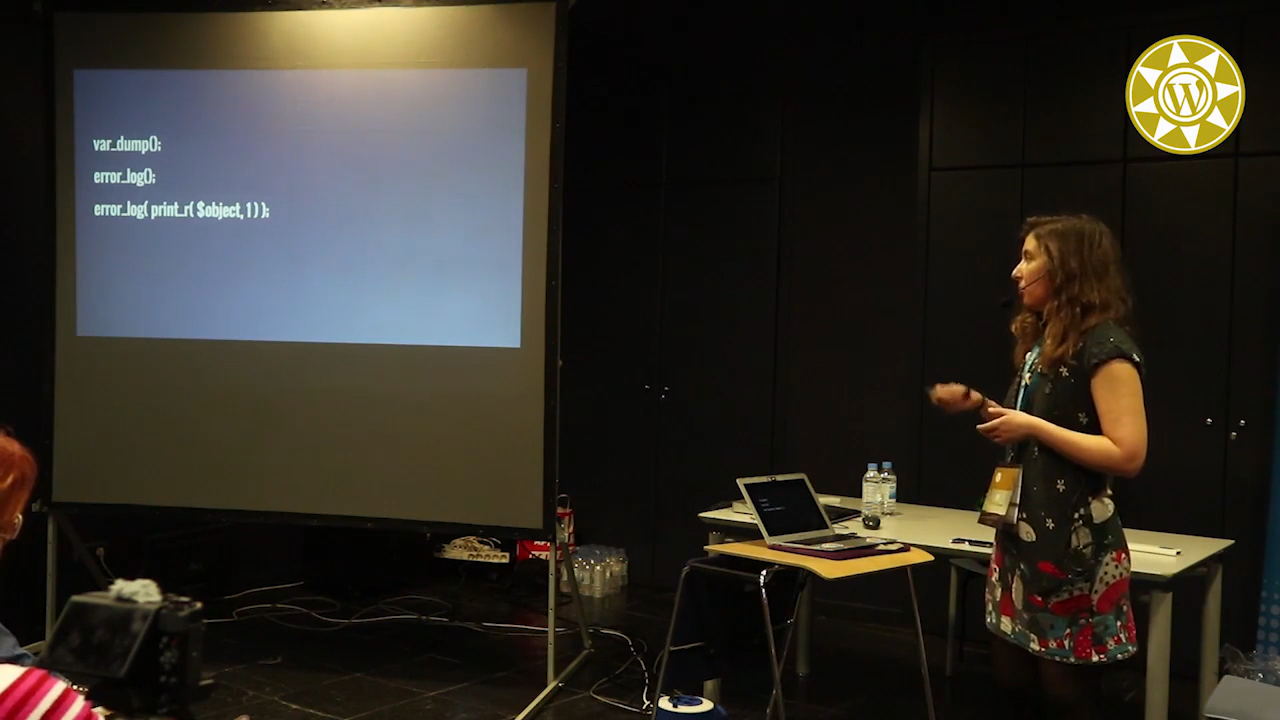 var_dump();
error_log();
error_log( print_r( $object, 1 ) );